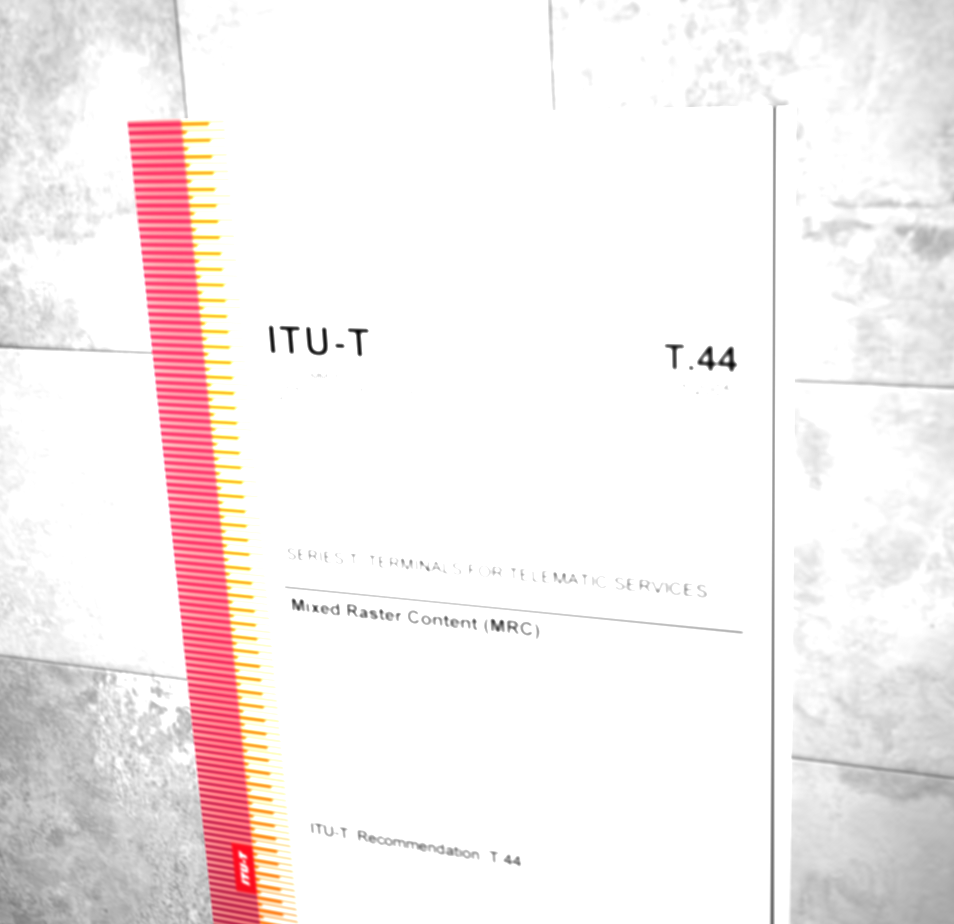 ITU-T T.44
SERIES T: TERMINALS FOR TELEMATIC SERVICES
Mixed Raster Content (MRC)
ITU-T Recommendation T 44
ITU-T